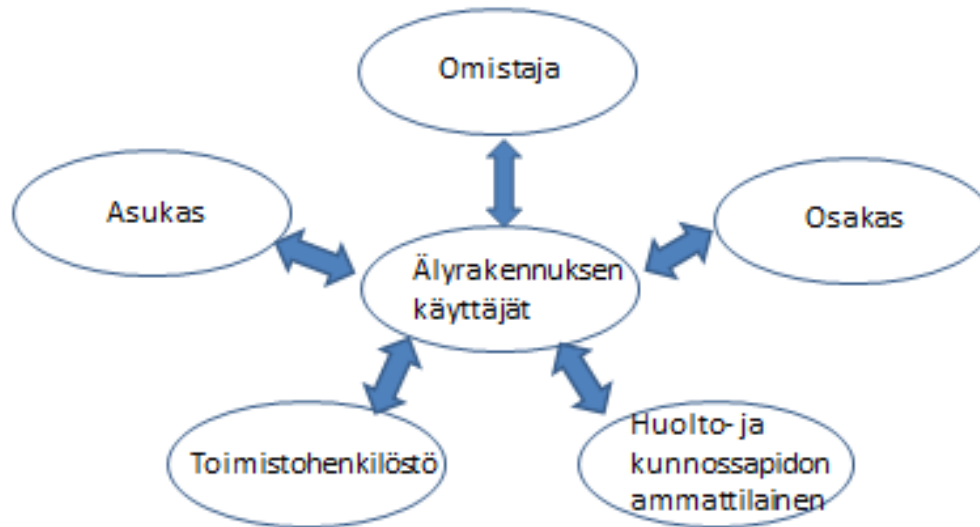 Omistaja
Asukas
Osakas
Älyrakennuksen
käyttäjät
Toimistohenkilöstö
Huolto- ja
kunnossapidon
ammattilainen